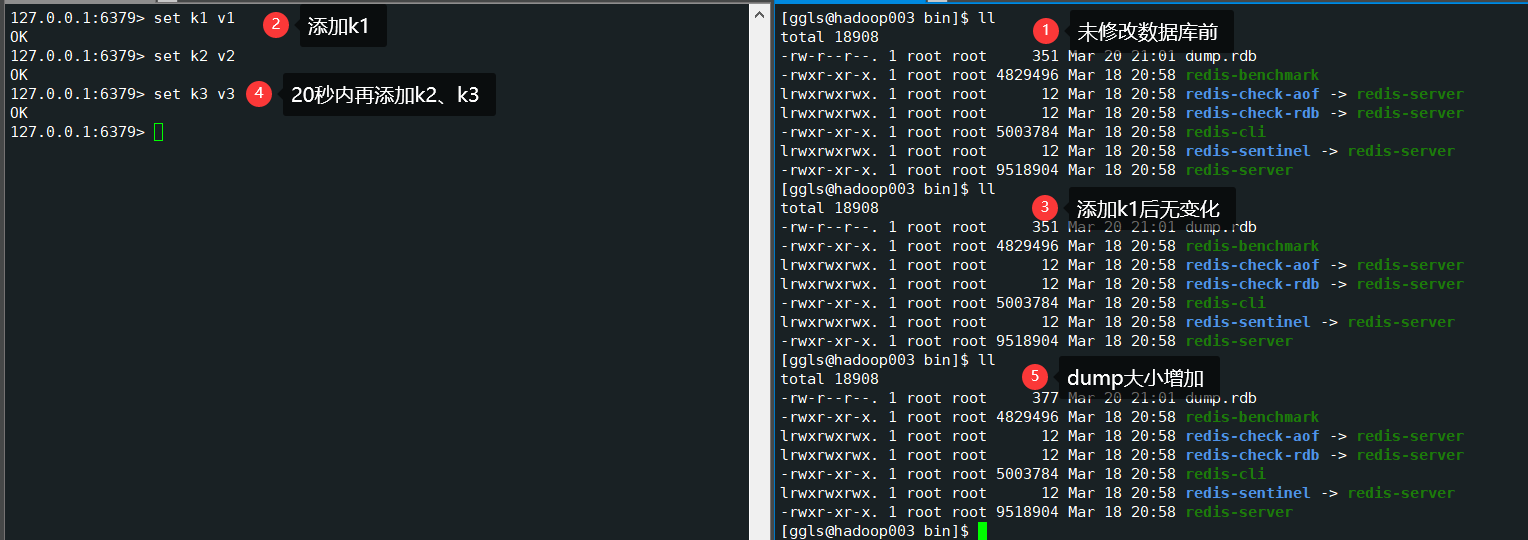 127.0.0.1:6379> set k1 v1
2
添加k1
OK
127.0.0.1:6379> set k2 v2
OK
127.0.0.1:6379> set k3 v3
4
20秒内再添加k2、k3
OK
127.0.0.1:6379>
[ggls@hadoop003 bin]$ ll
1
未修改数据库前
total 18908
-rw-r--r--. 1 root root 351 Mar 20 21:01 dump.rdb
-rwxr-xr-x. 1 root root 4829496 Mar 18 20:58 redis-benchmark
lrwxrwxrwx. 1 root root 12 Mar 18 20:58 redis-check-aof -> redis-server
lrwxrwxrwx. 1 root root 12 Mar 18 20:58 redis-check-rdb -> redis-server
-rwxr-xr-x. 1 root root 5003784 Mar 18 20:58 redis-cli
lrwxrwxrwx. 1 root root 12 Mar 18 20:58 redis-sentinel -> redis-server
-rwxr-xr-x. 1 root root 9518904 Mar 18 20:58 redis-server
[ggls@hadoop003 bin]$ ll
3
添加k1后无变化
total 18908
-rw-r--r--. 1 root root 351 Mar 20 21:01 dump.rdb
-rwxr-xr-x. 1 root root 4829496 Mar 18 20:58 redis-benchmark
lrwxrwxrwx. 1 root root 12 Mar 18 20:58 redis-check-aof -> redis-server
lrwxrwxrwx. 1 root root 12 Mar 18 20:58 redis-check-rdb -> redis-server
-rwxr-xr-x. 1 root root 5003784 Mar 18 20:58 redis-cli
lrwxrwxrwx. 1 root root 12 Mar 18 20:58 redis-sentinel -> redis-server
-rwxr-xr-x. 1 root root 9518904 Mar 18 20:58 redis-server
[ggls@hadoop003 bin]$ ll
5
dump大小增加
total 18908
-rw-r--r--. 1 root root 377 Mar 20 21:01 dump.rdb
-rwxr-xr-x. 1 root root 4829496 Mar 18 20:58 redis-benchmark
lrwxrwxrwx. 1 root root 12 Mar 18 20:58 redis-check-aof -> redis-server
lrwxrwxrwx. 1 root root 12 Mar 18 20:58 redis-check-rdb -> redis-server
-rwxr-xr-x. 1 root root 5003784 Mar 18 20:58 redis-cli
lrwxrwxrwx. 1 root root 12 Mar 18 20:58 redis-sentinel -> redis-server
-rwxr-xr-x. 1 root root 9518904 Mar 18 20:58 redis-server
[ggls@hadoop003 bin]$